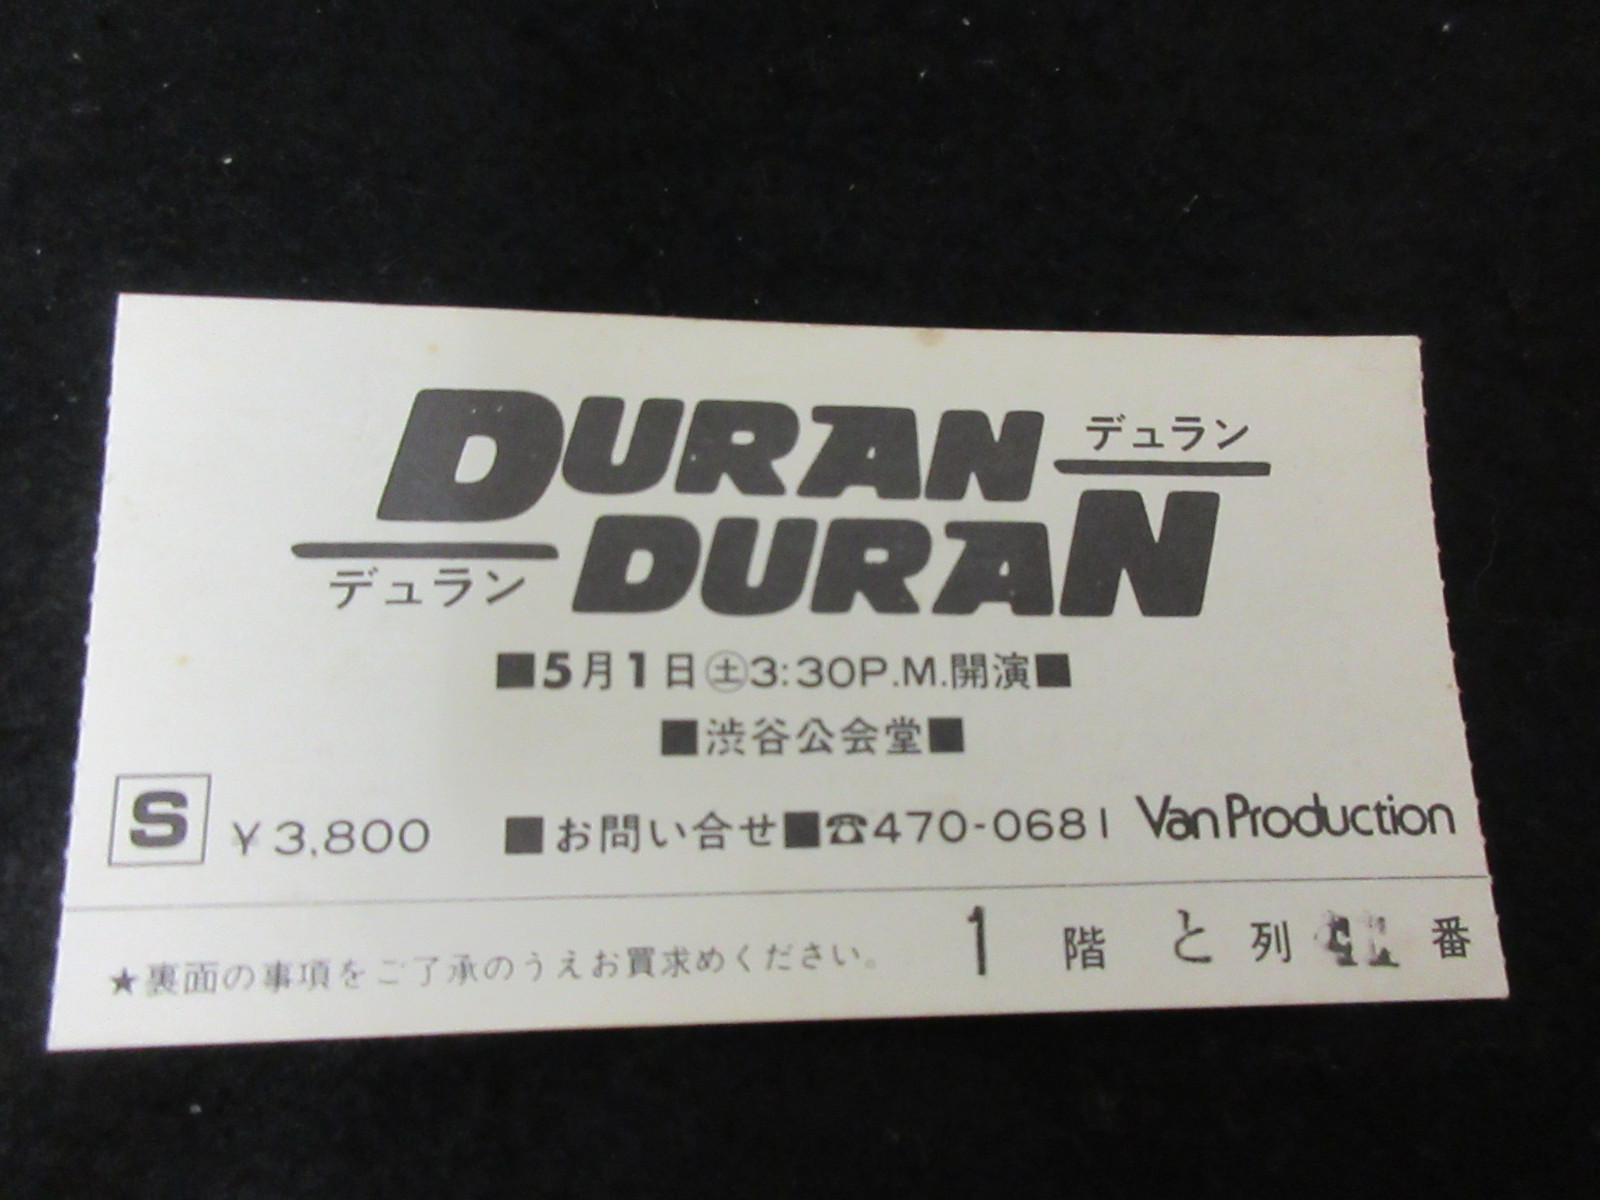 DURAN デュラン
デュラン DURAN
■5月1日㊏3:30P.M.開演■
■渋谷公会堂■
S ¥3,800 ■お問い合せ■☎470-0681 Van Production
★裏面の事項をご了承のうえお買求めください。 1 階 と 列 番